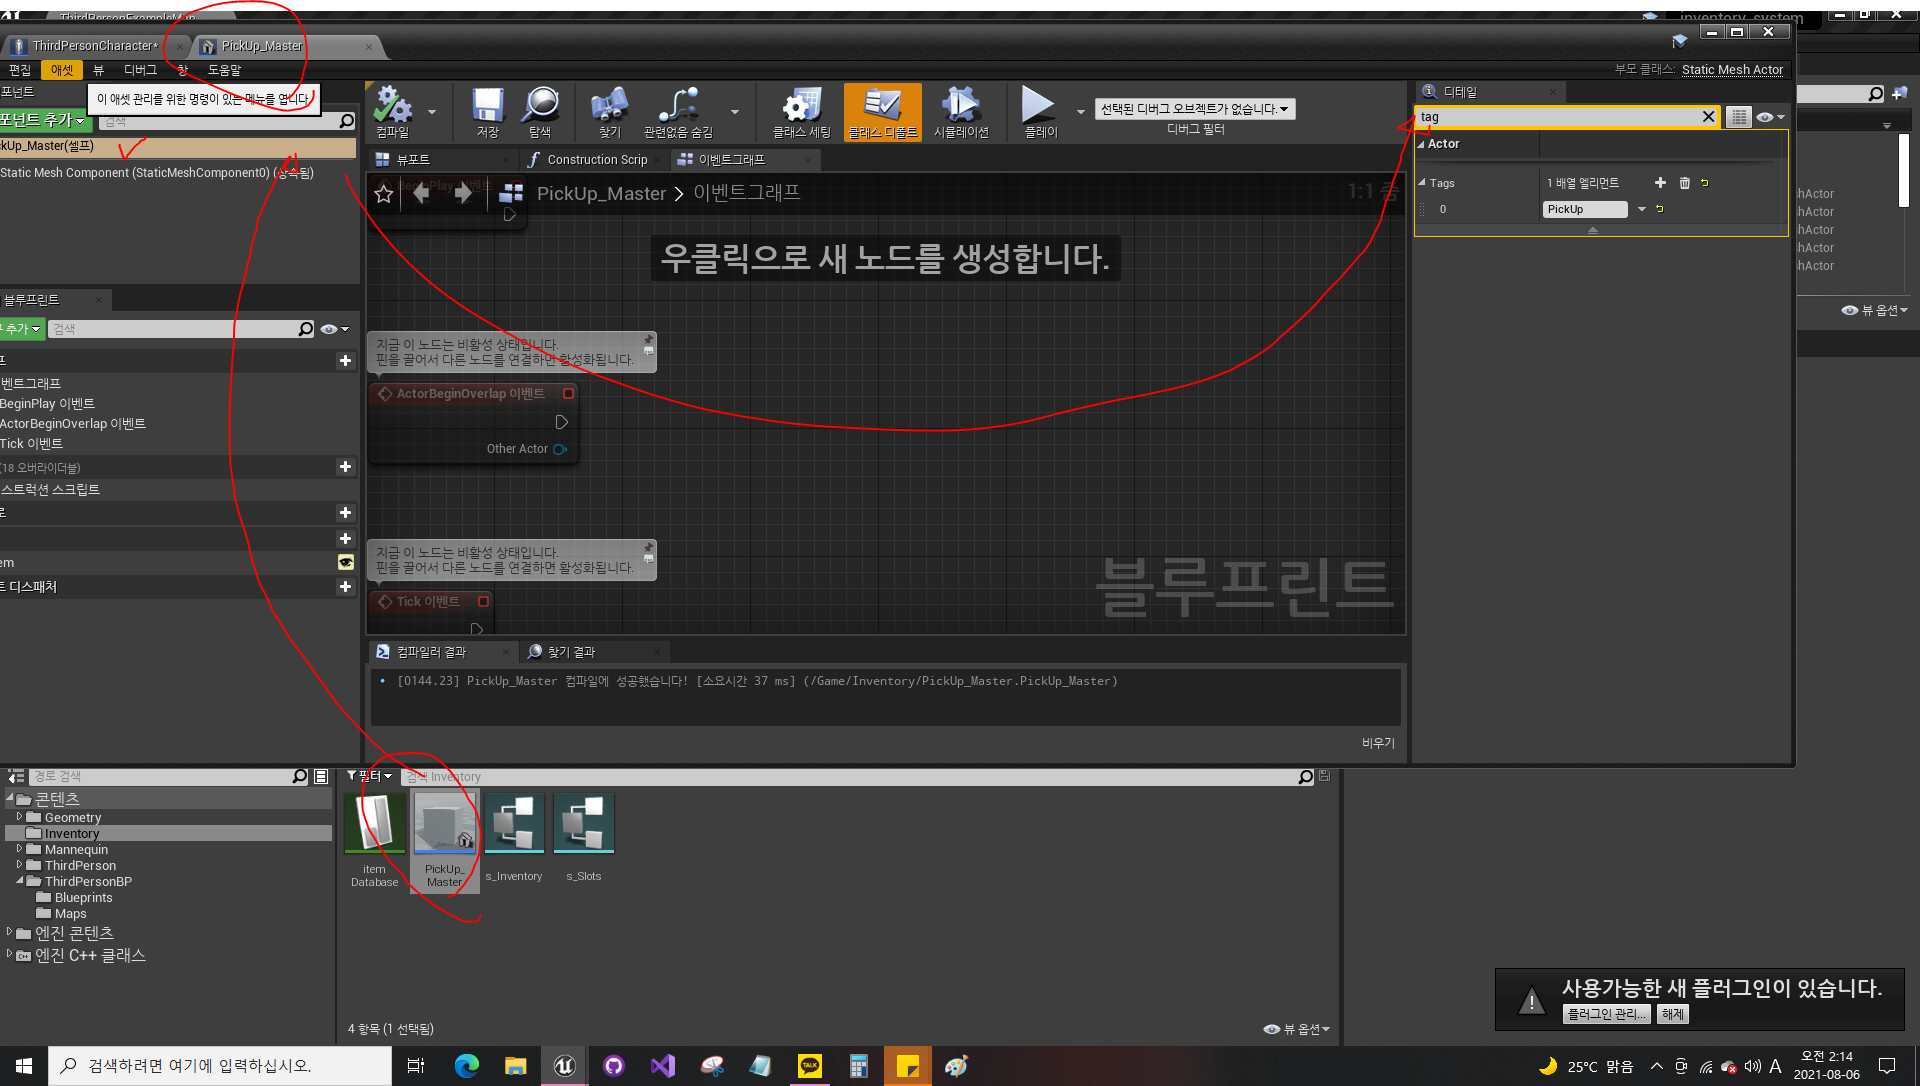 ThirdPersonExampleMap
inventory_system
ThirdPersonCharacter*
PickUp_Master
편집
애셋
뷰
디버그
창
도움말
부모 클래스: Static Mesh Actor
포넌트
이 애셋 관리를 위한 명령이 있는 메뉴를 엽니다.
포넌트 추가
검색
ckUp_Master(셀프)
Static Mesh Component (StaticMeshComponent0) (상속됨)
컴파일
저장
탐색
찾기
관련없음 숨김
클래스 세팅
클래스 디폴트
시뮬레이션
플레이
선택된 디버그 오브젝트가 없습니다.
디버그 필터
뷰포트
Construction Scrip
이벤트그래프
BeginPlay 이벤트
PickUp_Master > 이벤트그래프
1:1 줌
우클릭으로 새 노드를 생성합니다.
지금 이 노드는 비활성 상태입니다.
핀을 끌어서 다른 노드를 연결하면 활성화됩니다.
ActorBeginOverlap 이벤트
Other Actor
지금 이 노드는 비활성 상태입니다.
핀을 끌어서 다른 노드를 연결하면 활성화됩니다.
Tick 이벤트
블루프린트
디테일
tag
Actor
Tags
1 배열 엘리먼트
0
PickUp
shActor
shActor
shActor
shActor
shActor
뷰 옵션
블루프린트
추가
검색
프
벤트그래프
BeginPlay 이벤트
ActorBeginOverlap 이벤트
Tick 이벤트
(18 오버라이더블)
스트럭션 스크립트
로
em
트 디스패처
컴파일러 결과
찾기 결과
[0144.23] PickUp_Master 컴파일에 성공했습니다! [소요시간 37 ms] (/Game/Inventory/PickUp_Master.PickUp_Master)
비우기
경로 검색
콘텐츠
Geometry
Inventory
Mannequin
ThirdPerson
ThirdPersonBP
Blueprints
Maps
엔진 콘텐츠
엔진 C++ 클래스
필터
검색 Inventory
item
Database
PickUp_
Master
s_Inventory
s_Slots
4 항목 (1 선택됨)
뷰 옵션
사용가능한 새 플러그인이 있습니다.
플러그인 관리...
해제
검색하려면 여기에 입력하십시오.
TALK
25°C 맑음
A
오전 2:14
2021-08-06